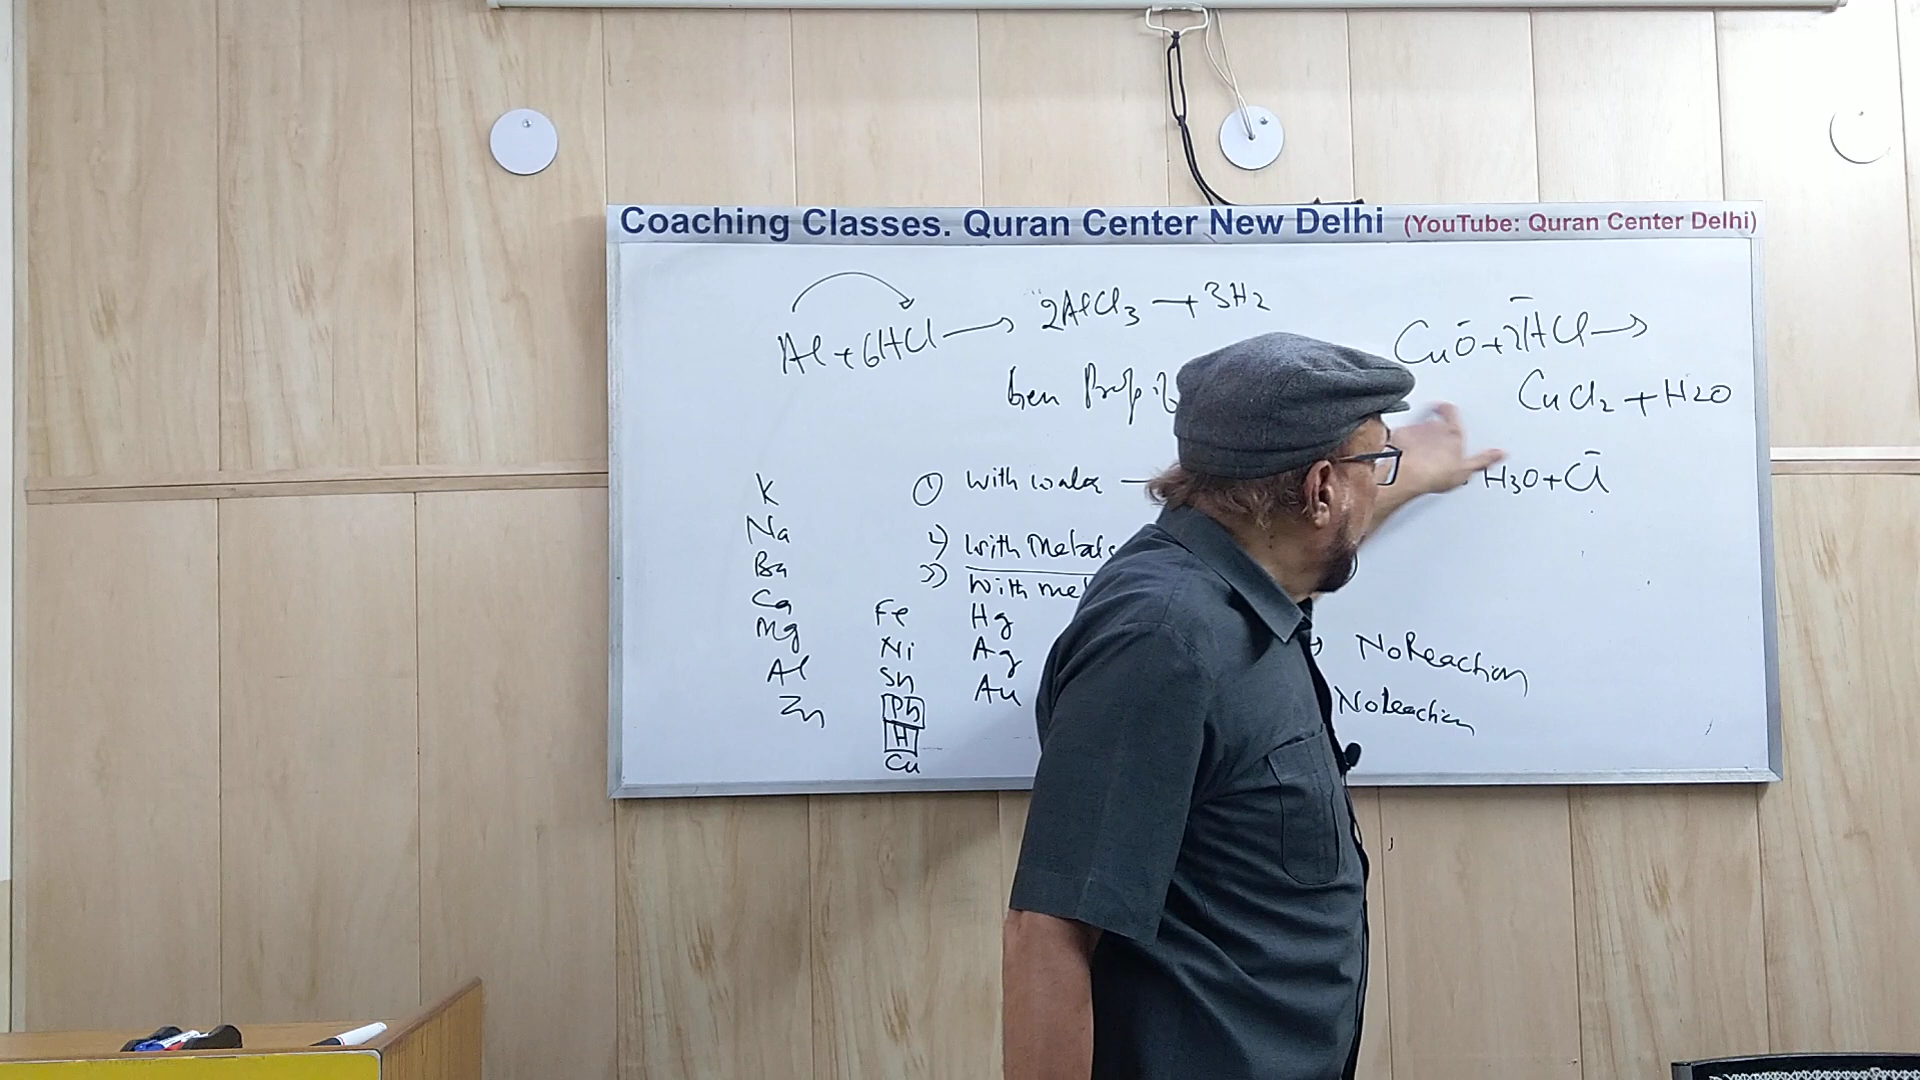 Coaching Classes. Quran Center New Delhi (YouTube: Quran Center Delhi)
Al + 6HCl → 2AlCl3 + 3H2
CuO + 2HCl →
CuCl2 + H2O
Gen Prop
① With water →
H3O + Cl̄
2) With Metals
3) With me
K
Na
Ba
Ca
Mg
Al
Zn
Fe
Ni
Sn
Pb
H
Cu
Hg
Ag
Au
→ No Reaction
No Reaction